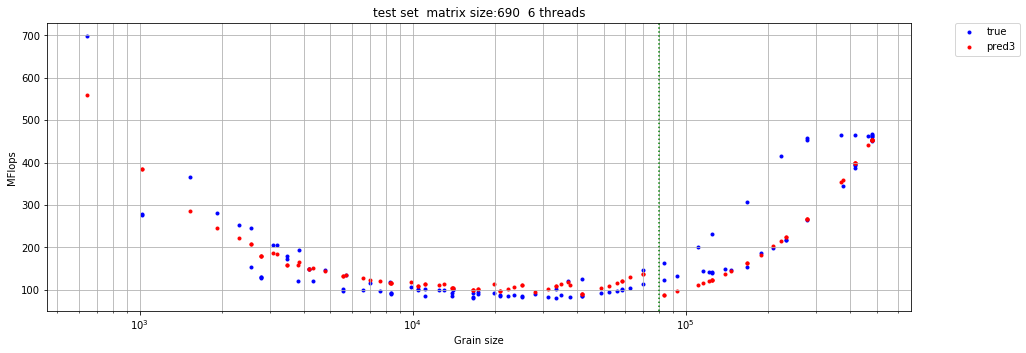 test set  matrix size:690  6 threads
true
pred3
700
600
500
400
300
200
100
MFlops
10³
10⁴
10⁵
Grain size